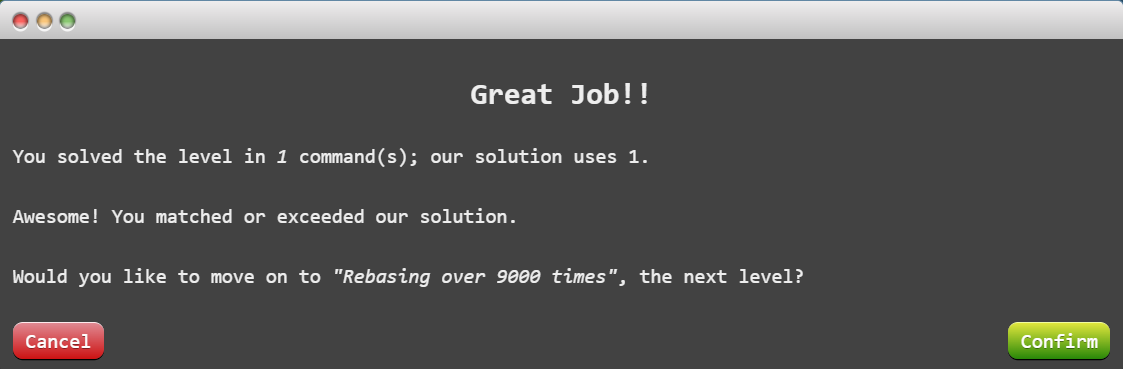 Great Job!!
You solved the level in 1 command(s); our solution uses 1.
Awesome! You matched or exceeded our solution.
Would you like to move on to "Rebasing over 9000 times", the next level?
Cancel
Confirm